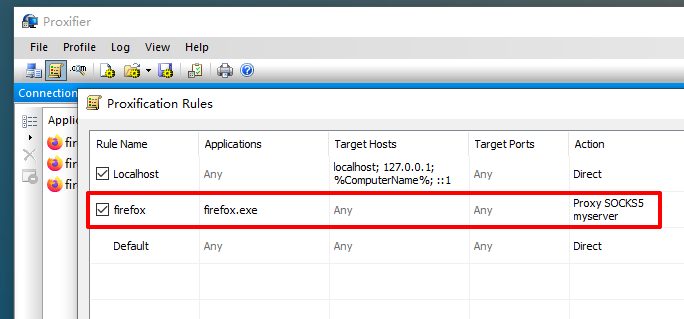 Proxifier
File Profile Log View Applications Help
.com
Connection
Proxification Rules
Applic
fir
fir
fir
Rule Name Applications Target Hosts Target Ports Action
Localhost Any localhost; 127.0.0.1; Any Direct
%ComputerName%; ::1
firefox firefox.exe Any Any Proxy SOCKS5
myserver
Default Any Any Any Direct